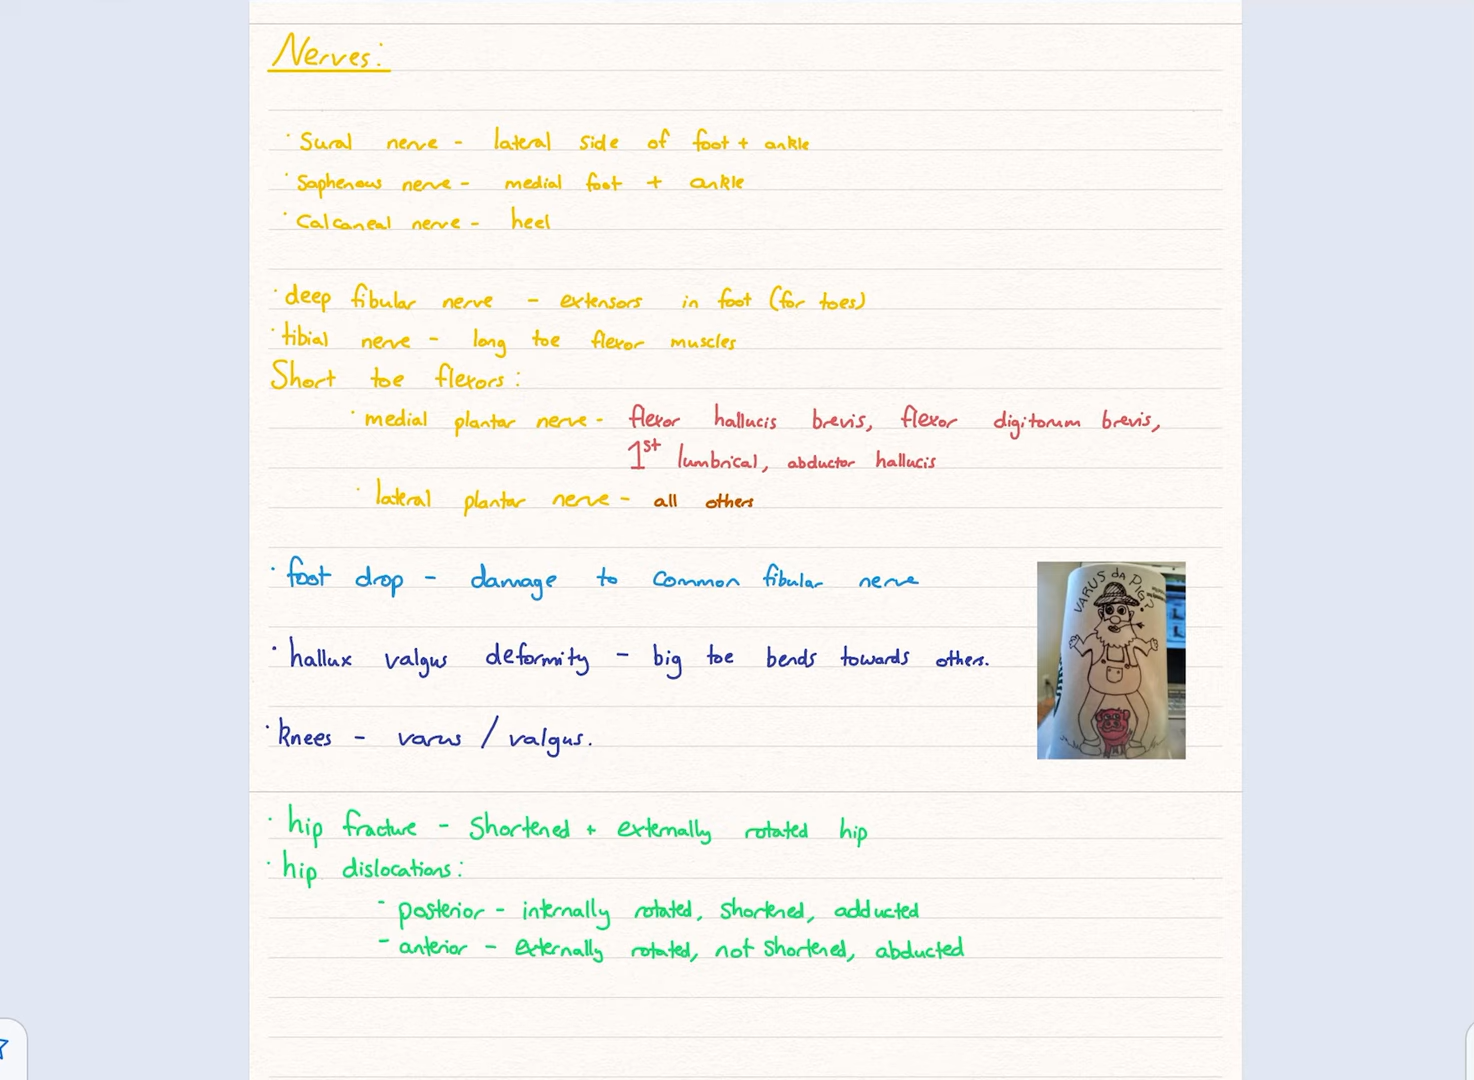 Nerves:
· Sural nerve - lateral side of foot + ankle
· Saphenous nerve - medial foot + ankle
· Calcaneal nerve - heel
· deep fibular nerve - extensors in foot (for toes)
· tibial nerve - long toe flexor muscles
Short toe flexors:
· medial plantar nerve - flexor hallucis brevis, flexor digitorum brevis,
1st lumbrical, abductor hallucis
· lateral plantar nerve - all others
· foot drop - damage to common fibular nerve
VARUS da PIG?
· hallux valgus deformity - big toe bends towards others.
· knees - varus / valgus.
· hip fracture - Shortened + externally rotated hip
· hip dislocations:
- posterior - internally rotated, shortened, adducted
- anterior - externally rotated, not shortened, abducted